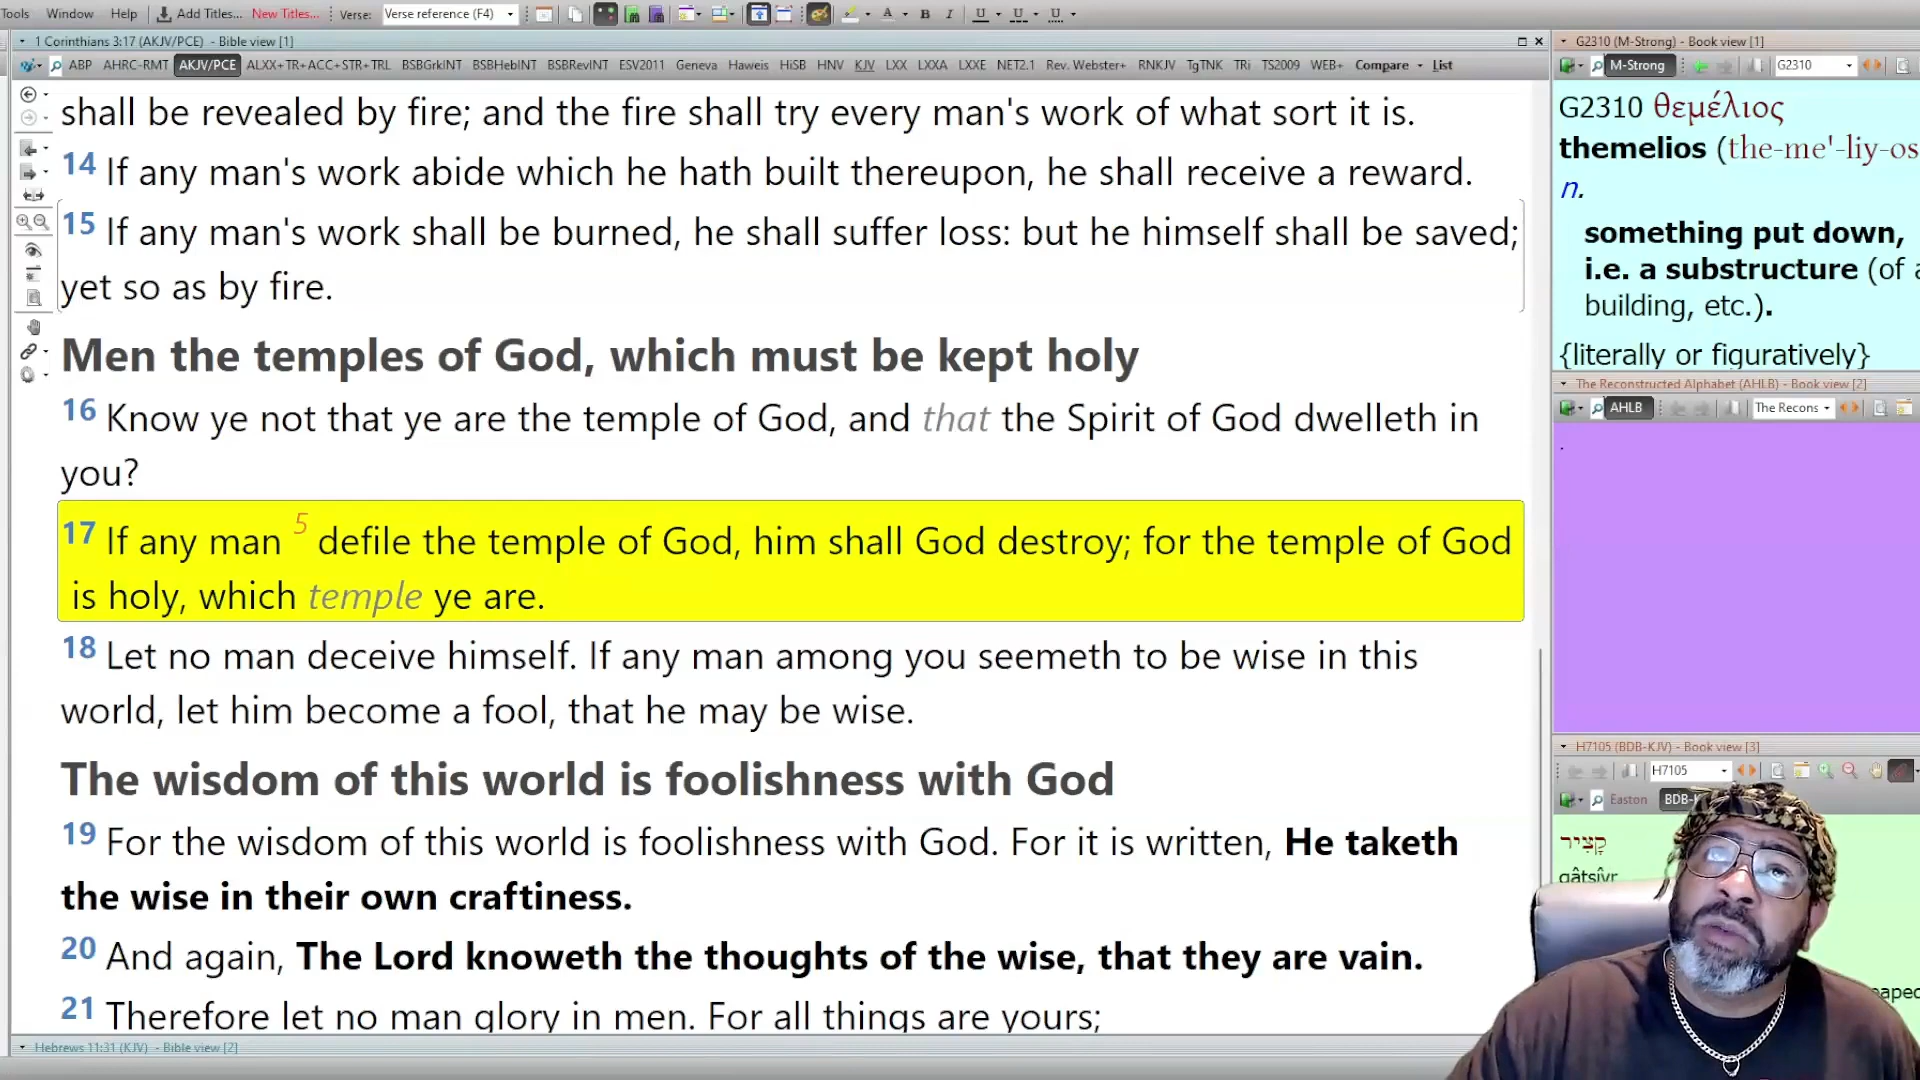 Tools Window Help Add Titles... New Titles... Verse: Verse reference (F4) A B I U U U
1 Corinthians 3:17 (AKJV/PCE) - Bible view [1]
ABP AHRC-RMT AKJV/PCE ALXX+TR+ACC+STR+TRL BSBGrkINT BSBHebINT BSBRevINT ESV2011 Geneva Haweis HiSB HNV KJV LXX LXXA LXXE NET2.1 Rev. Webster+ RNKJV TgTNK TRi TS2009 WEB+ Compare List
shall be revealed by fire; and the fire shall try every man's work of what sort it is.
14 If any man's work abide which he hath built thereupon, he shall receive a reward.
15 If any man's work shall be burned, he shall suffer loss: but he himself shall be saved;
yet so as by fire.
Men the temples of God, which must be kept holy
16 Know ye not that ye are the temple of God, and that the Spirit of God dwelleth in
you?
17 If any man 5 defile the temple of God, him shall God destroy; for the temple of God
is holy, which temple ye are.
18 Let no man deceive himself. If any man among you seemeth to be wise in this
world, let him become a fool, that he may be wise.
The wisdom of this world is foolishness with God
19 For the wisdom of this world is foolishness with God. For it is written, He taketh
the wise in their own craftiness.
20 And again, The Lord knoweth the thoughts of the wise, that they are vain.
21 Therefore let no man glory in men. For all things are yours;
Hebrews 11:31 (KJV) - Bible view [2]
G2310 (M-Strong) - Book view [1]
M-Strong G2310
G2310 θεμέλιος
themelios (the-me'-liy-os
n.
something put down,
i.e. a substructure (of a
building, etc.).
{literally or figuratively}
The Reconstructed Alphabet (AHLB) - Book view [2]
AHLB The Recons
.
H7105 (BDB-KJV) - Book view [3]
H7105
Easton BDB-K
קָצִיר
qâtsîyr